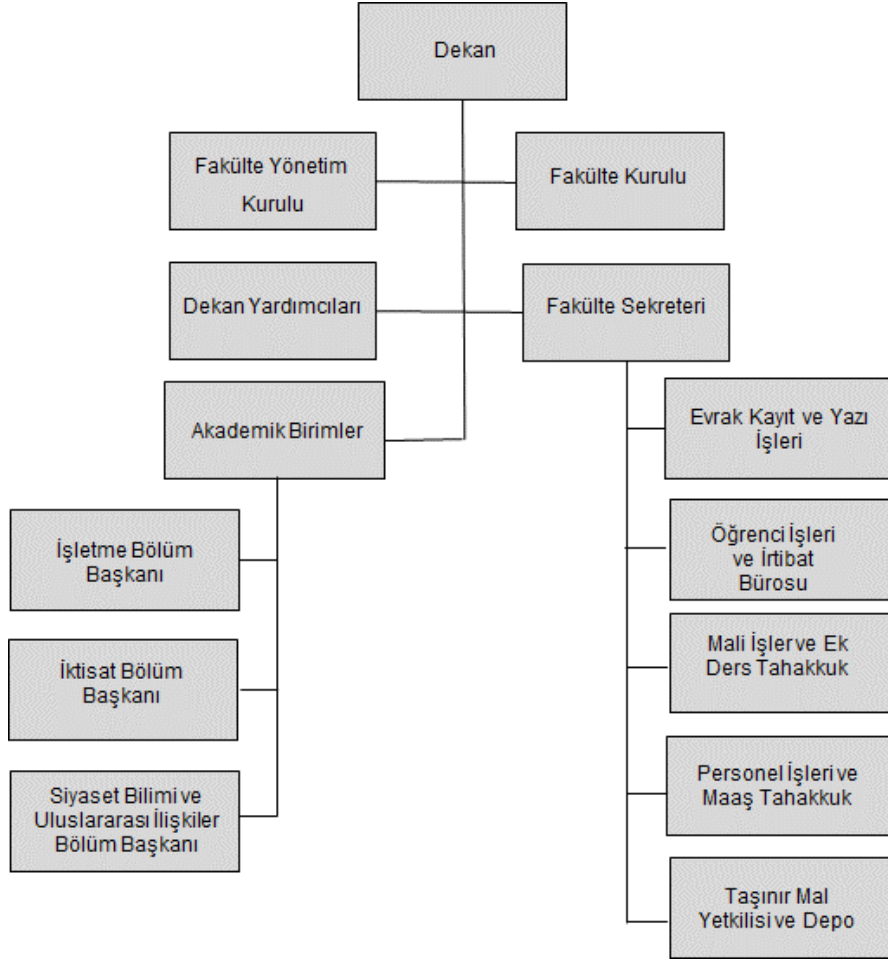 Dekan
Fakülte Yönetim
Kurulu
Fakülte Kurulu
Dekan Yardımcıları
Fakülte Sekreteri
Akademik Birimler
İşletme Bölüm
Başkanı
İktisat Bölüm
Başkanı
Siyaset Bilimi ve
Uluslararası İlişkiler
Bölüm Başkanı
Evrak Kayıt ve Yazı
İşleri
Öğrenci İşleri
ve İrtibat
Bürosu
Mali İşler ve Ek
Ders Tahakkuk
Personel İşleri ve
Maaş Tahakkuk
Taşınır Mal
Yetkilisi ve Depo